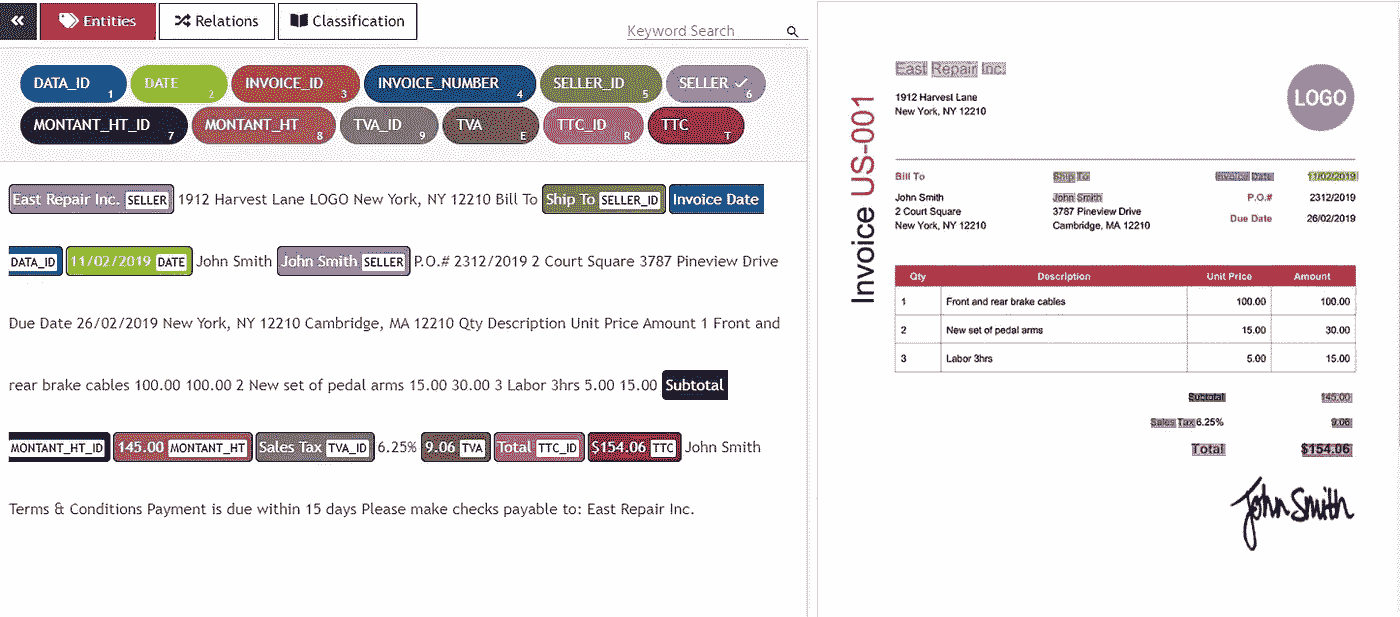 « Entities Relations Classification
Keyword Search
DATA_ID 1 DATE 2 INVOICE_ID 3 INVOICE_NUMBER 4 SELLER_ID 5 SELLER 6
MONTANT_HT_ID 7 MONTANT_HT 8 TVA_ID 9 TVA E TTC_ID R TTC T
East Repair Inc. SELLER 1912 Harvest Lane LOGO New York, NY 12210 Bill To Ship To SELLER_ID Invoice Date
DATA_ID 11/02/2019 DATE John Smith John Smith SELLER P.O.# 2312/2019 2 Court Square 3787 Pineview Drive
Due Date 26/02/2019 New York, NY 12210 Cambridge, MA 12210 Qty Description Unit Price Amount 1 Front and
rear brake cables 100.00 100.00 2 New set of pedal arms 15.00 30.00 3 Labor 3hrs 5.00 15.00 Subtotal
MONTANT_HT_ID 145.00 MONTANT_HT Sales Tax TVA_ID 6.25% 9.06 TVA Total TTC_ID $154.06 TTC John Smith
Terms & Conditions Payment is due within 15 days Please make checks payable to: East Repair Inc.
Invoice US-001
East Repair Inc.
1912 Harvest Lane
New York, NY 12210
LOGO
Bill To Ship To Invoice Date 11/02/2019
John Smith John Smith P.O.# 2312/2019
2 Court Square 3787 Pineview Drive Due Date 26/02/2019
New York, NY 12210 Cambridge, MA 12210
Qty Description Unit Price Amount
1 Front and rear brake cables 100.00 100.00
2 New set of pedal arms 15.00 30.00
3 Labor 3hrs 5.00 15.00
Subtotal 145.00
Sales Tax 6.25% 9.06
Total $154.06
John Smith